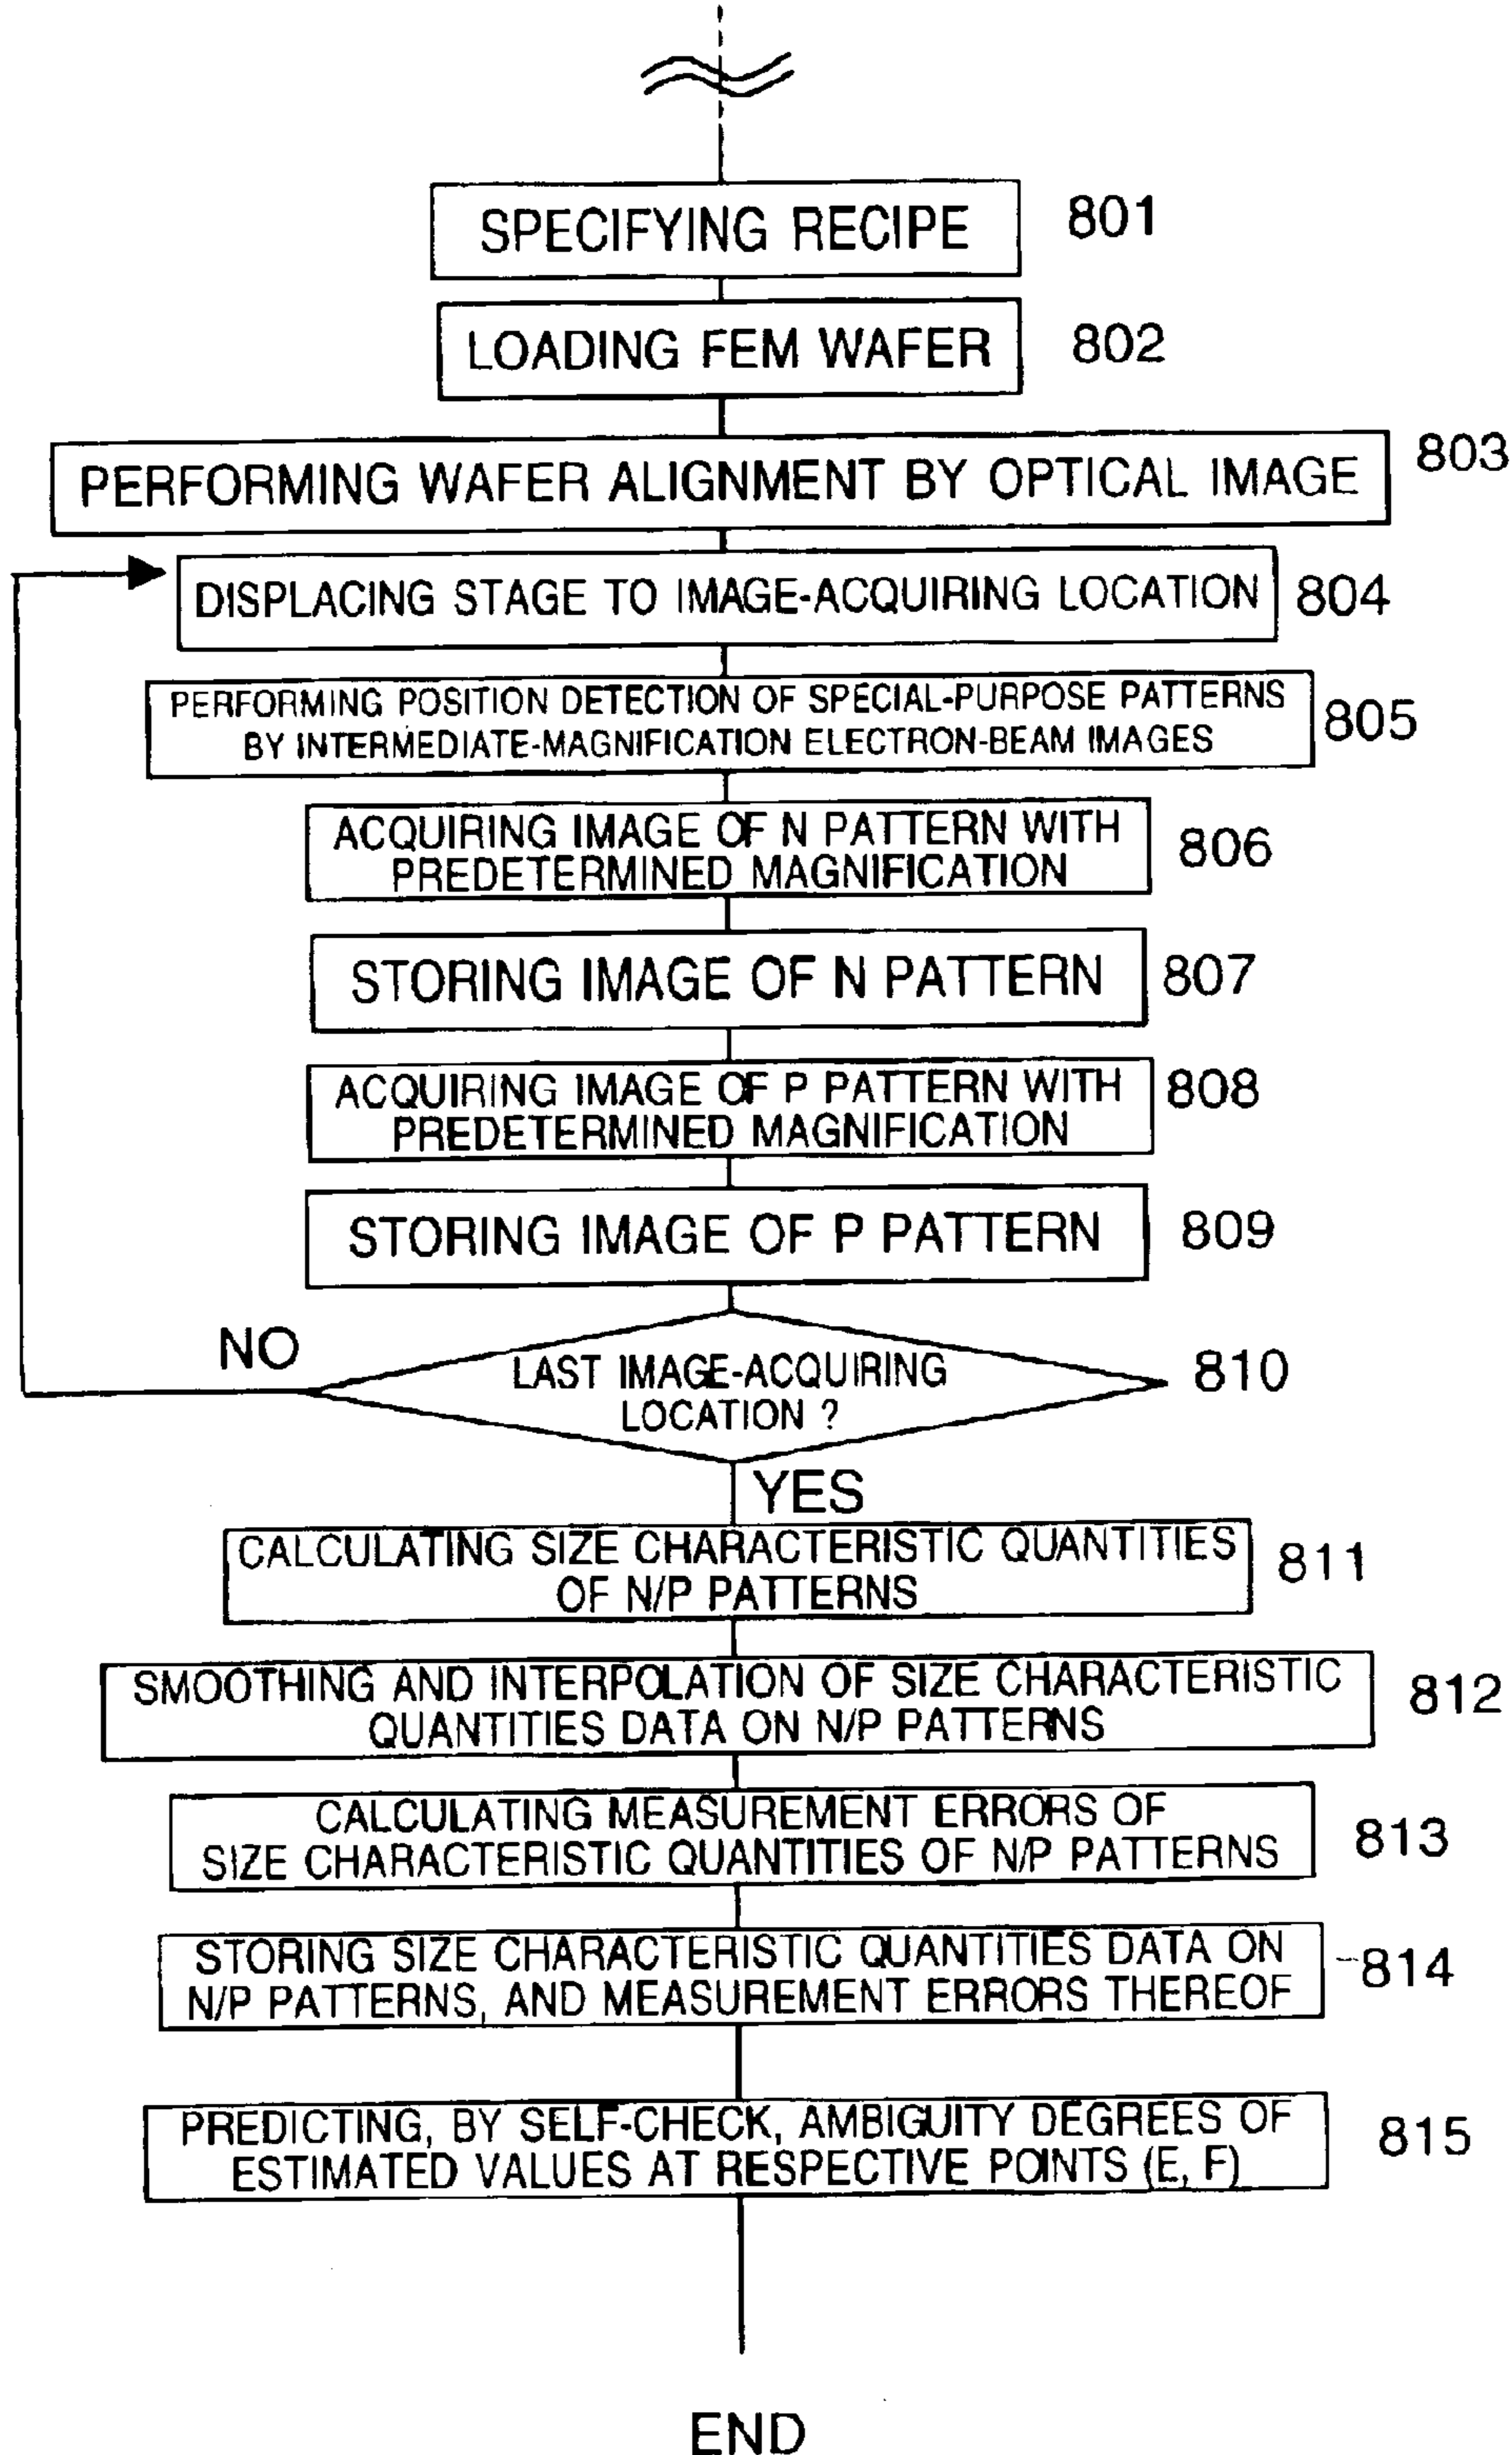 SPECIFYING RECIPE 801
LOADING FEM WAFER 802
PERFORMING WAFER ALIGNMENT BY OPTICAL IMAGE 803
DISPLACING STAGE TO IMAGE-ACQUIRING LOCATION 804
PERFORMING POSITION DETECTION OF SPECIAL-PURPOSE PATTERNS
BY INTERMEDIATE-MAGNIFICATION ELECTRON-BEAM IMAGES
805
ACQUIRING IMAGE OF N PATTERN WITH
PREDETERMINED MAGNIFICATION
806
STORING IMAGE OF N PATTERN 807
ACQUIRING IMAGE OF P PATTERN WITH
PREDETERMINED MAGNIFICATION
808
STORING IMAGE OF P PATTERN 809
NO
LAST IMAGE-ACQUIRING
LOCATION ?
810
YES
CALCULATING SIZE CHARACTERISTIC QUANTITIES
OF N/P PATTERNS
811
SMOOTHING AND INTERPOLATION OF SIZE CHARACTERISTIC
QUANTITIES DATA ON N/P PATTERNS
812
CALCULATING MEASUREMENT ERRORS OF
SIZE CHARACTERISTIC QUANTITIES OF N/P PATTERNS
813
STORING SIZE CHARACTERISTIC QUANTITIES DATA ON
N/P PATTERNS, AND MEASUREMENT ERRORS THEREOF
814
PREDICTING, BY SELF-CHECK, AMBIGUITY DEGREES OF
ESTIMATED VALUES AT RESPECTIVE POINTS (E, F)
815
END